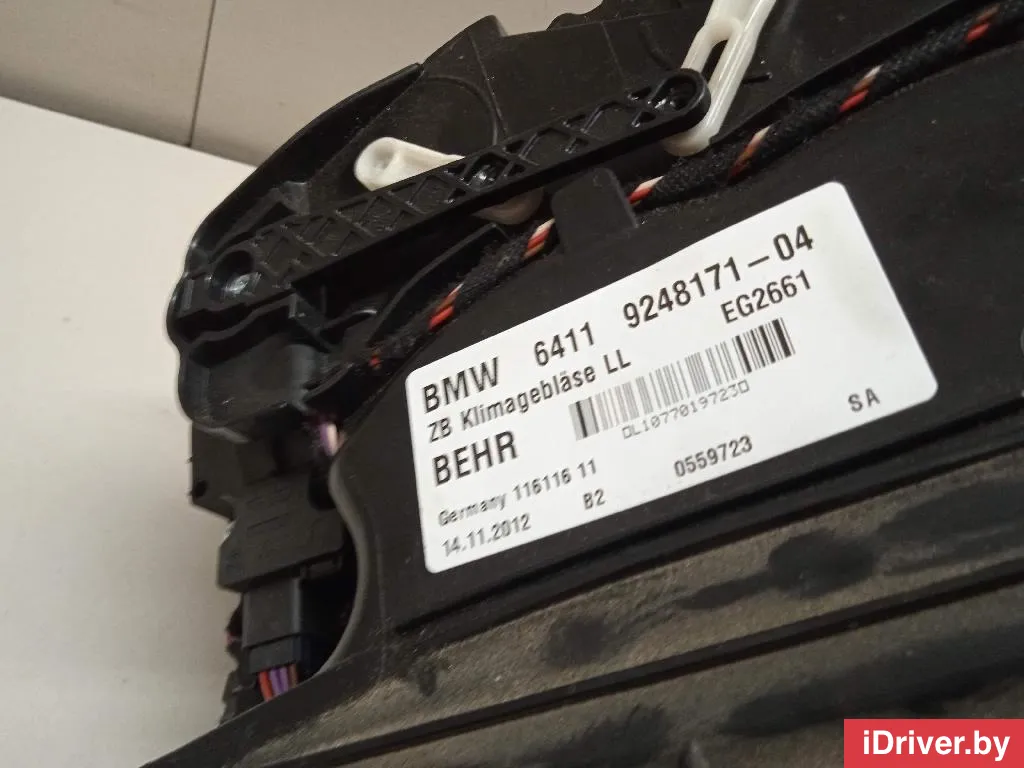 BMW 6411 9248171-04
ZB Klimagebläse LL EG2661
BEHR
DL1077019723D
Germany 116116 11 0559723 SA
14.11.2012 B2
iDriver.by